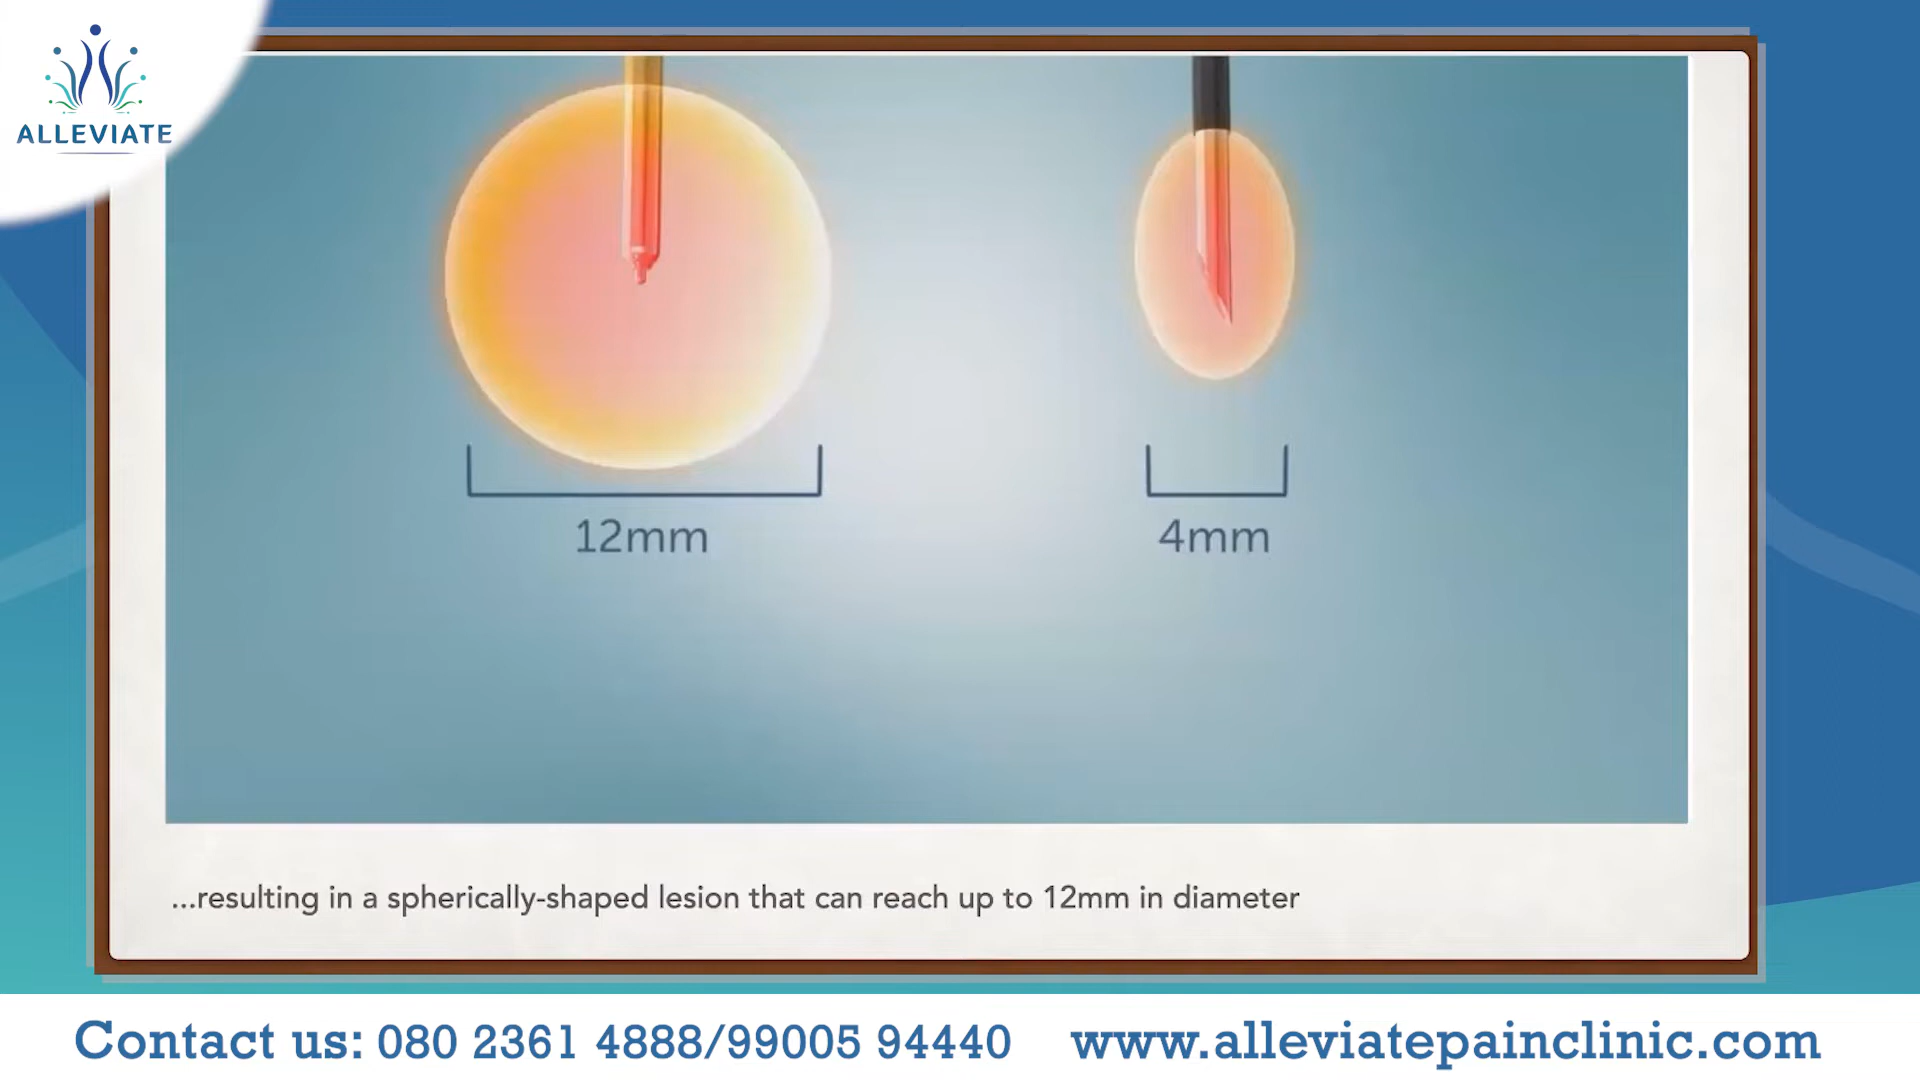 ALLEVIATE
12mm
4mm
...resulting in a spherically-shaped lesion that can reach up to 12mm in diameter
Contact us: 080 2361 4888/99005 94440
www.alleviatepainclinic.com